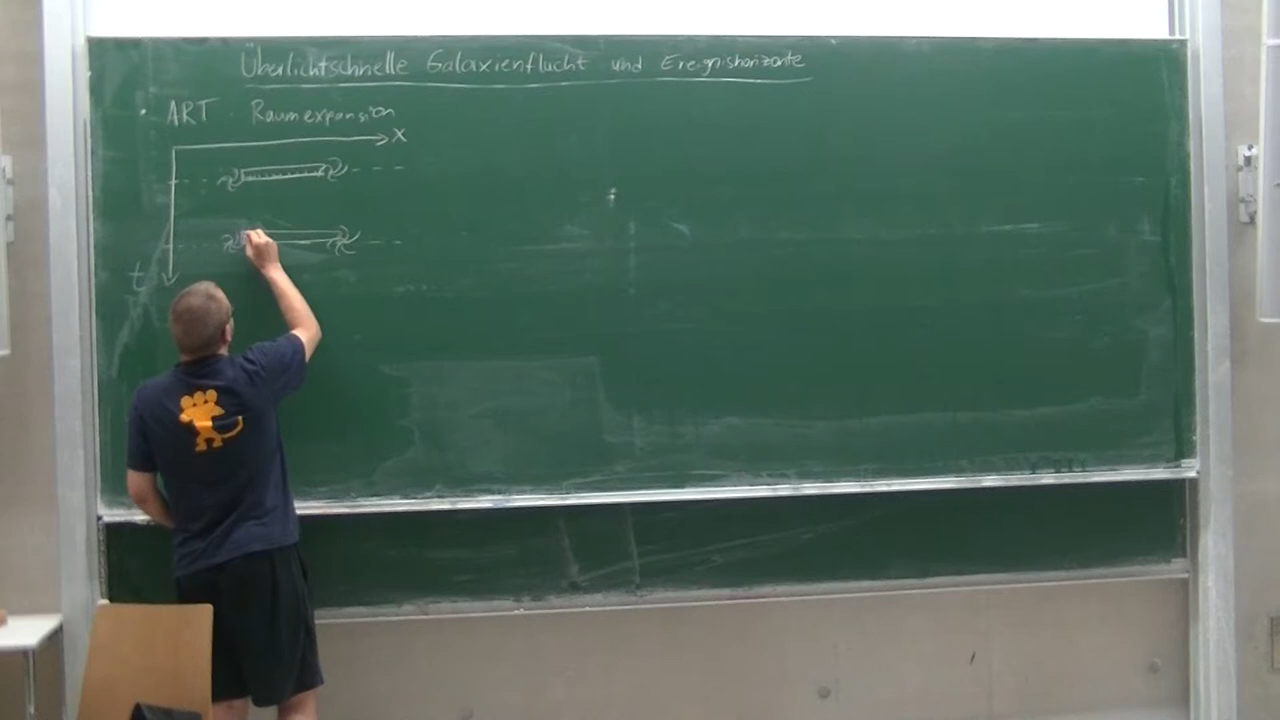 Überlichtschnelle Galaxienflucht und Ereignishorizonte
• ART Raumexpansion
x
t